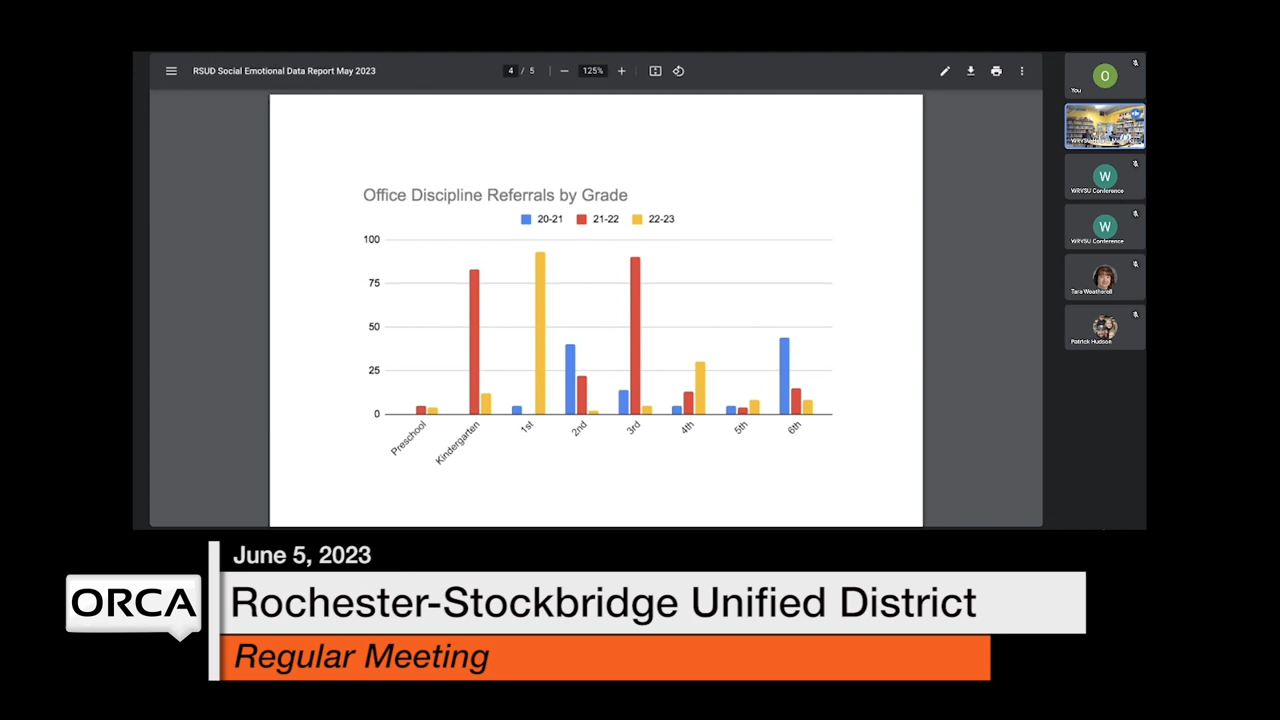 RSUD Social Emotional Data Report May 2023
4 / 5
125%
O
You
Office Discipline Referrals by Grade
20-21 21-22 22-23
100
75
50
25
0
Preschool
Kindergarten
1st
2nd
3rd
4th
5th
6th
W
WRVSU Conference
W
WRVSU Conference
Tara Weatherell
Patrick Hudson
June 5, 2023
ORCA
Rochester-Stockbridge Unified District
Regular Meeting